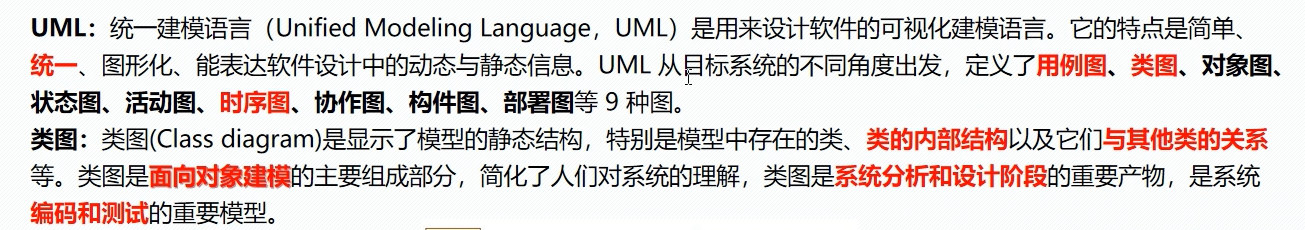 UML：统一建模语言（Unified Modeling Language，UML）是用来设计软件的可视化建模语言。它的特点是简单、
统一、图形化、能表达软件设计中的动态与静态信息。UML 从目标系统的不同角度出发，定义了用例图、类图、对象图、
状态图、活动图、时序图、协作图、构件图、部署图等 9 种图。
类图：类图(Class diagram)是显示了模型的静态结构，特别是模型中存在的类、类的内部结构以及它们与其他类的关系
等。类图是面向对象建模的主要组成部分，简化了人们对系统的理解，类图是系统分析和设计阶段的重要产物，是系统
编码和测试的重要模型。